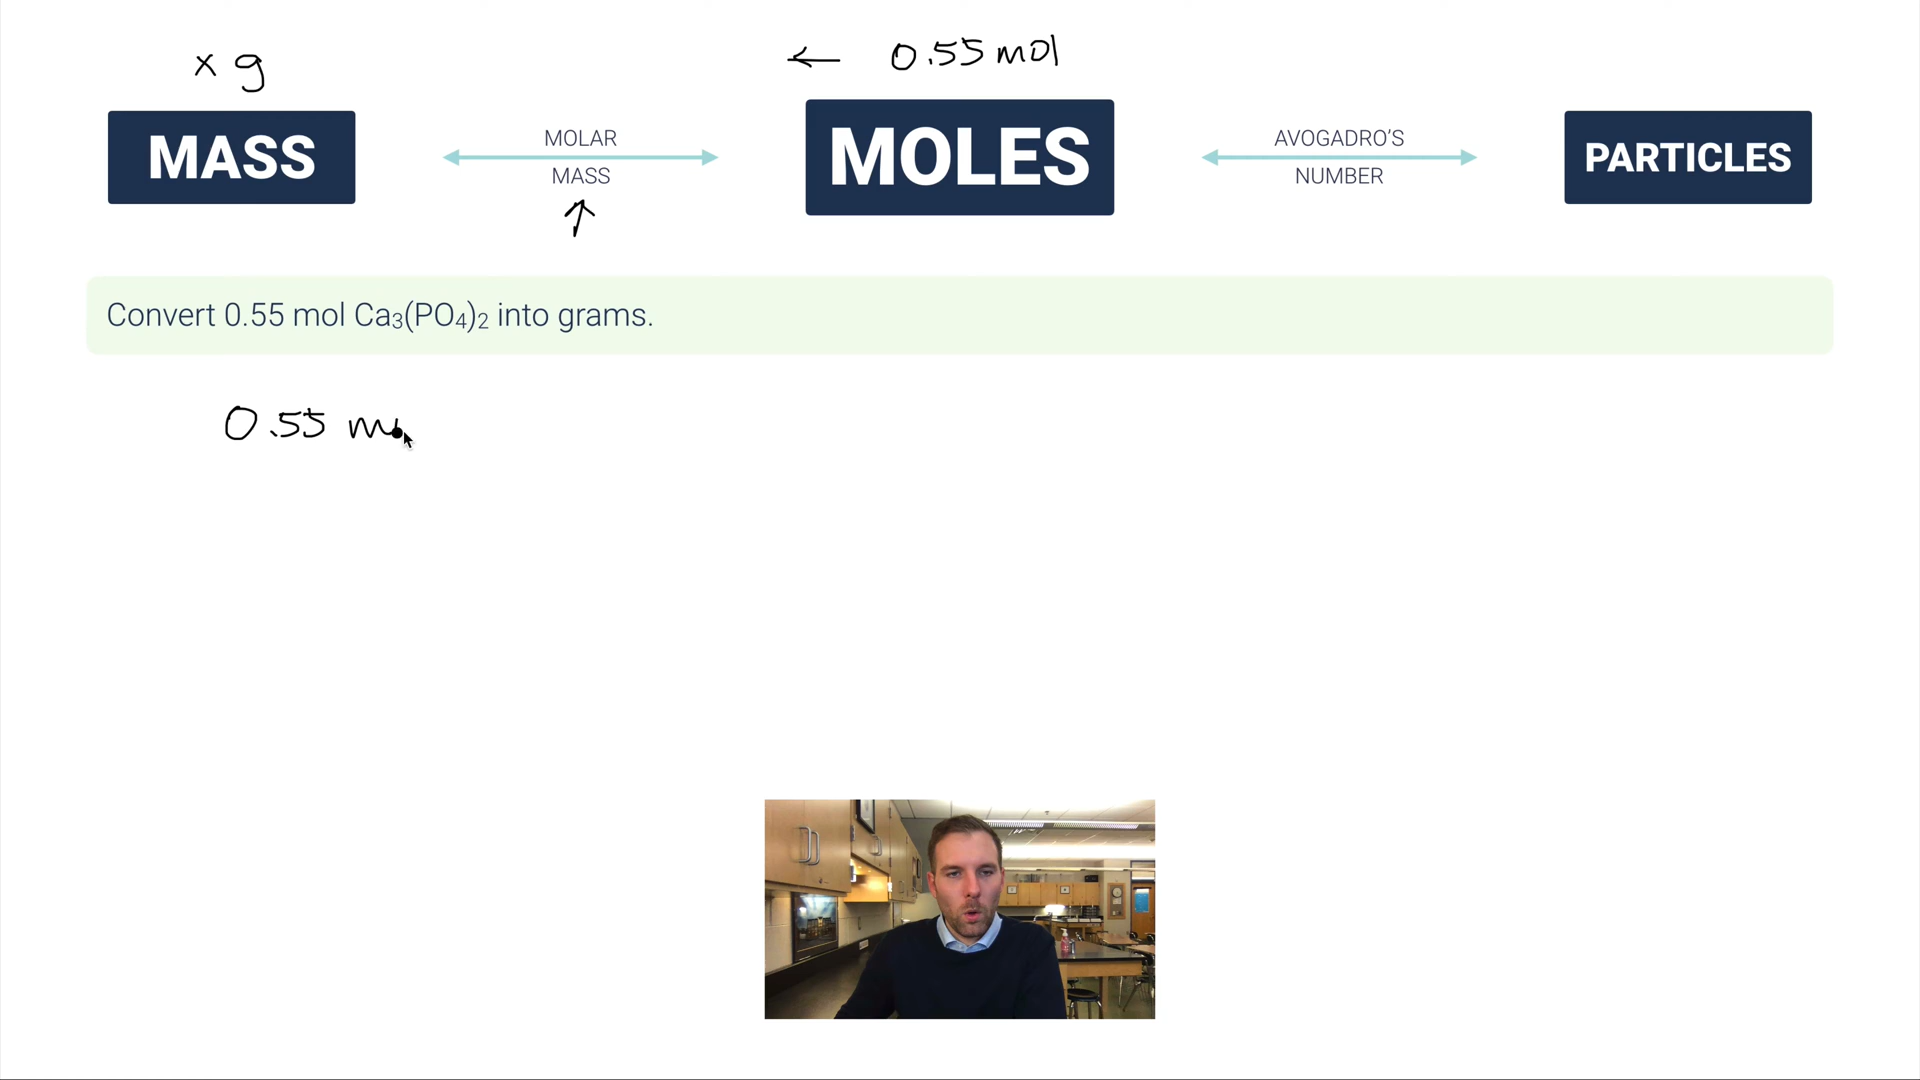 x g
← 0.55 mol
MASS
MOLAR
MASS
MOLES
AVOGADRO'S
NUMBER
PARTICLES
↑
Convert 0.55 mol Ca₃(PO₄)₂ into grams.
0.55 mo